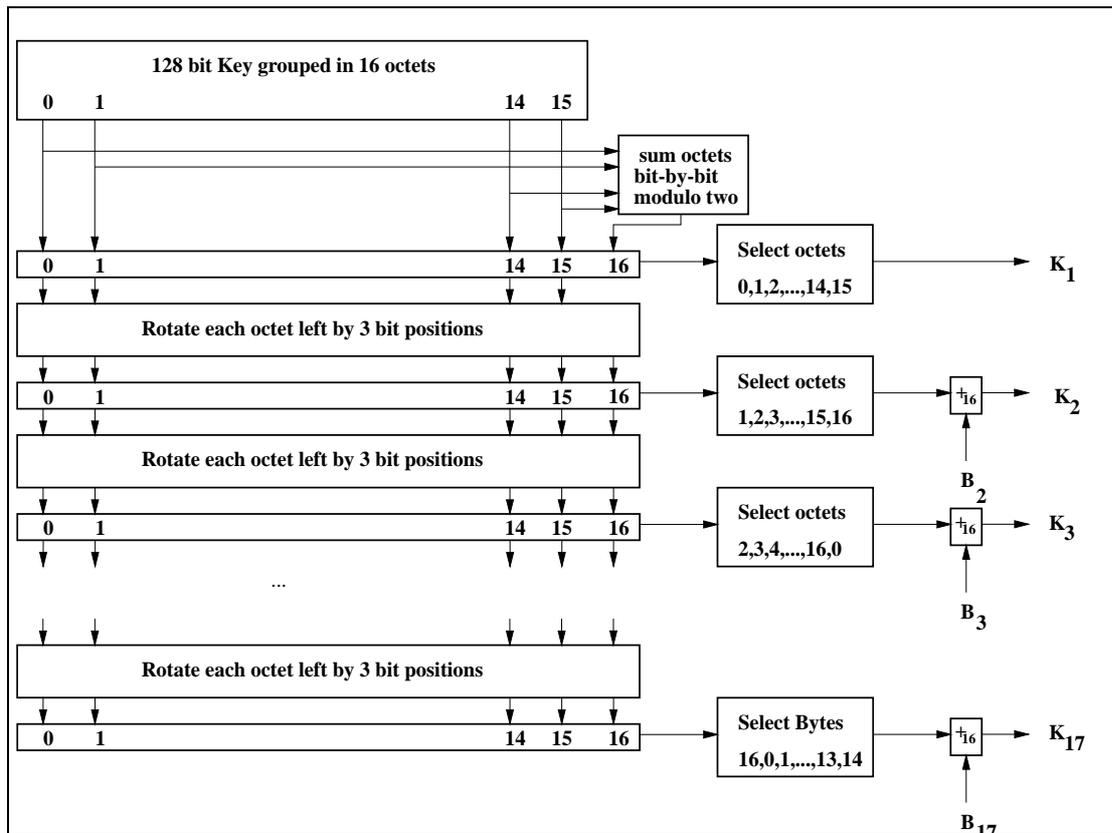 128 bit Key grouped in 16 octets
0 1 14 15
sum octets
bit-by-bit
modulo two
0 1 14 15 16
Select octets
0,1,2,...,14,15
K1
Rotate each octet left by 3 bit positions
0 1 14 15 16
Select octets
1,2,3,...,15,16
+16
K2
B2
Rotate each octet left by 3 bit positions
0 1 14 15 16
Select octets
2,3,4,...,16,0
+16
K3
B3
...
Rotate each octet left by 3 bit positions
0 1 14 15 16
Select Bytes
16,0,1,...,13,14
+16
K17
B17